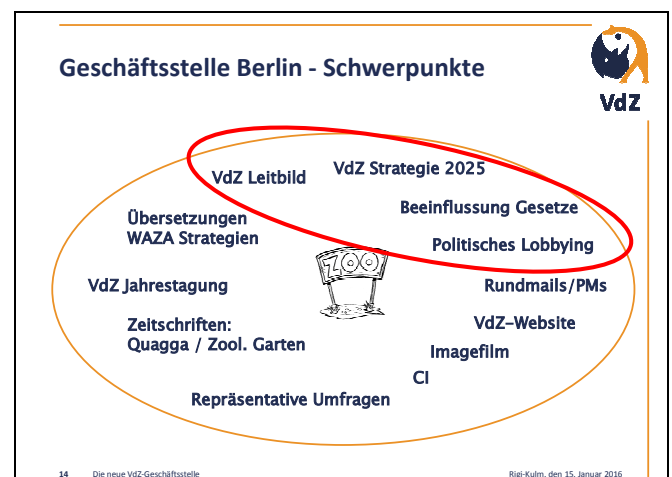 Geschäftsstelle Berlin - Schwerpunkte
VdZ
VdZ Leitbild
VdZ Strategie 2025
Beeinflussung Gesetze
Übersetzungen
WAZA Strategien
Politisches Lobbying
ZOO
VdZ Jahrestagung
Rundmails/PMs
Zeitschriften:
Quagga / Zool. Garten
VdZ-Website
Imagefilm
CI
Repräsentative Umfragen
14 Die neue VdZ-Geschäftsstelle
Rigi-Kulm, den 15. Januar 2016